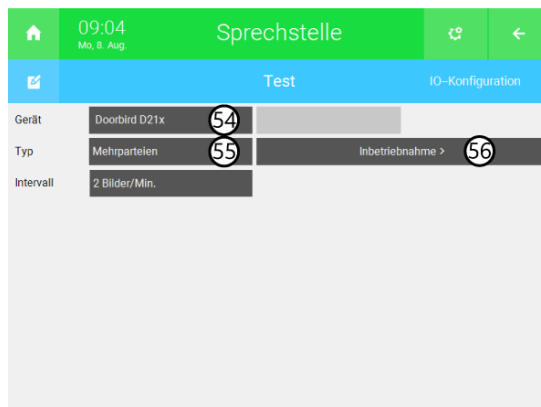 09:04
Mo, 8. Aug.
Sprechstelle
Test
IO-Konfiguration
Gerät
Doorbird D21x
54
Typ
Mehrparteien
55
Inbetriebnahme >
56
Intervall
2 Bilder/Min.